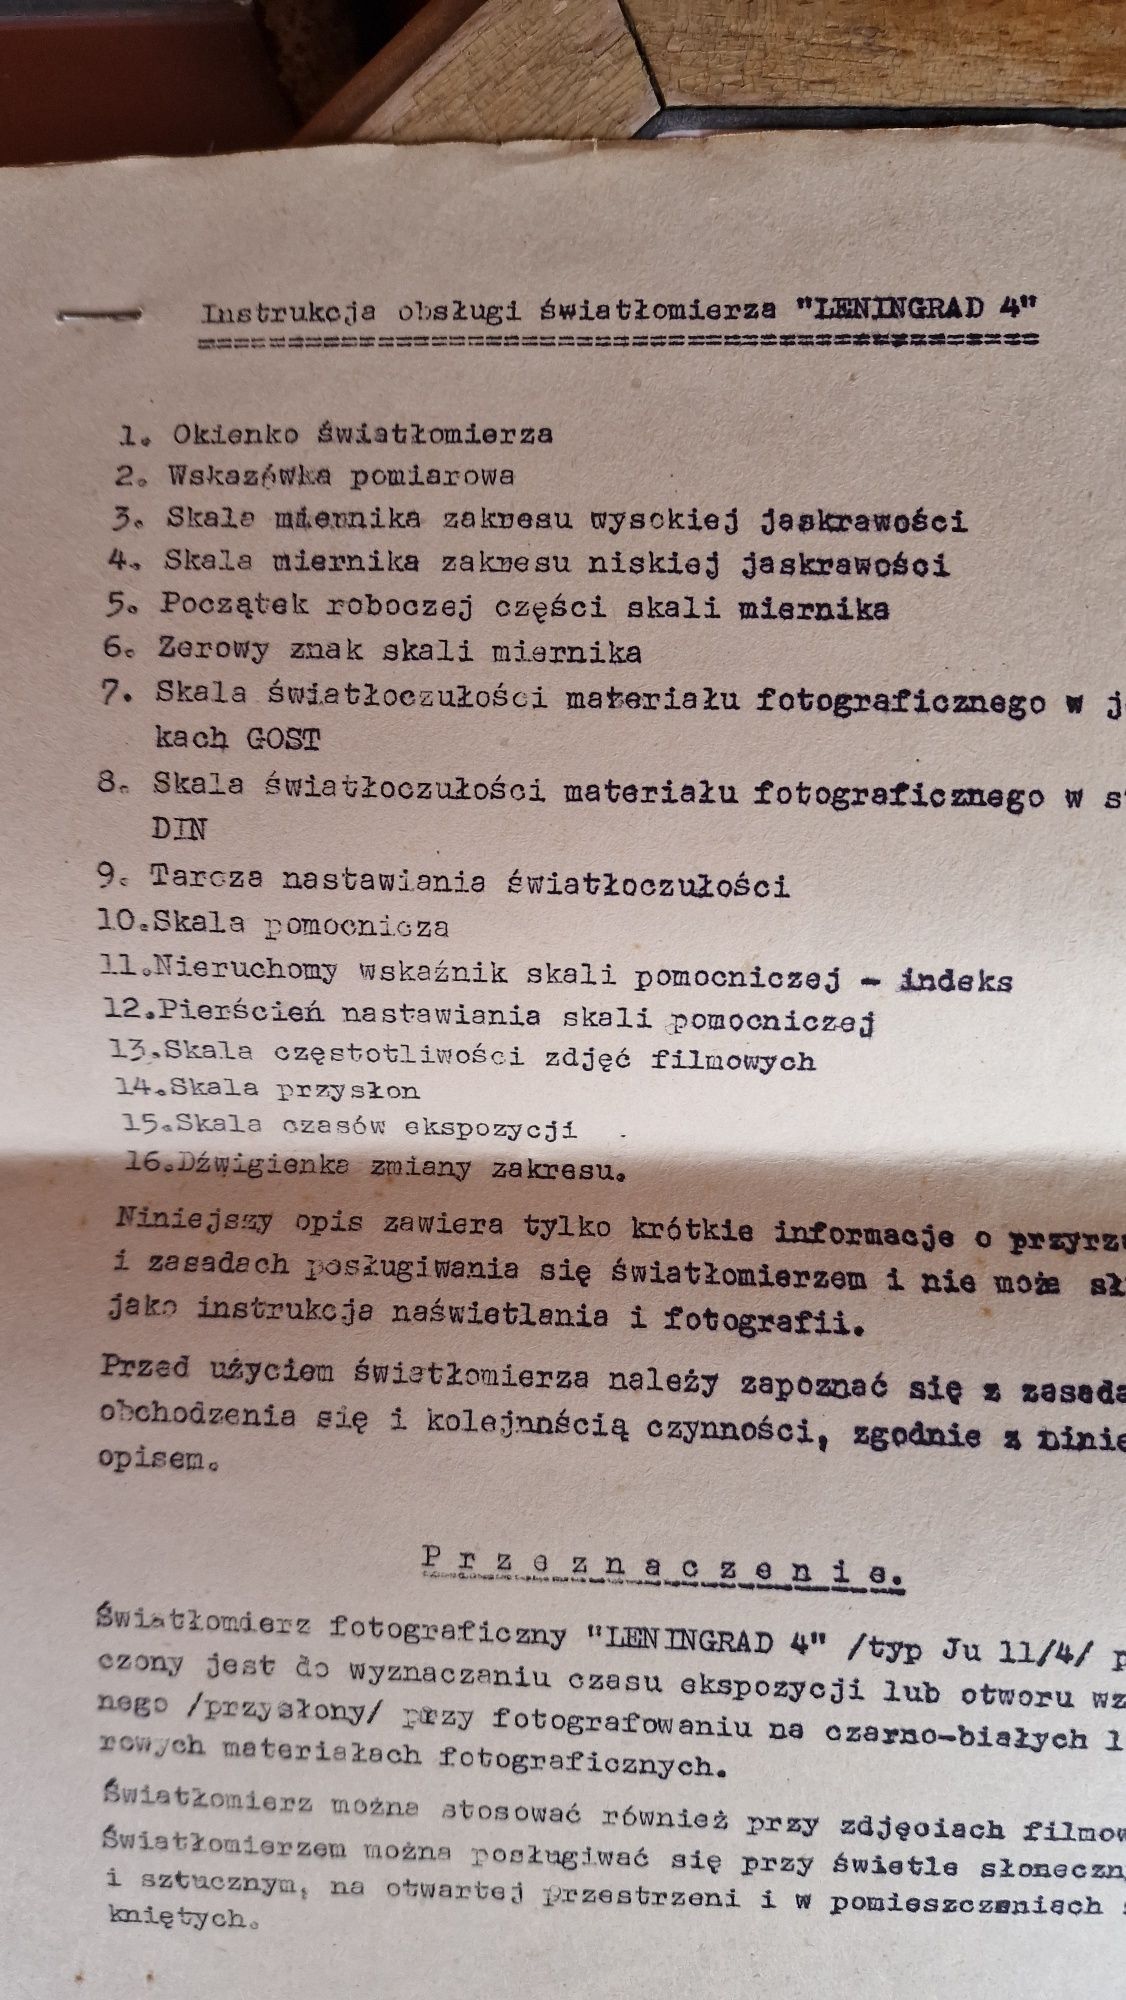 Instrukcja obsługi światłomierza "LENINGRAD 4"
1. Okienko światłomierza
2. Wskazówka pomiarowa
3. Skala miernika zakresu wysokiej jaskrawości
4. Skala miernika zakresu niskiej jaskrawości
5. Początek roboczej części skali miernika
6. Zerowy znak skali miernika
7. Skala światłoczułości materiału fotograficznego w j
kach GOST
8. Skala światłoczułości materiału fotograficznego w s
DIN
9. Tarcza nastawiania światłoczułości
10.Skala pomocnicza
11.Nieruchomy wskaźnik skali pomocniczej - indeks
12.Pierścień nastawiania skali pomocniczej
13.Skala częstotliwości zdjęć filmowych
14.Skala przysłon
15.Skala czasów ekspozycji
16.Dźwigienka zmiany zakresu.
Niniejszy opis zawiera tylko krótkie informacje o przyrz
i zasadach posługiwania się światłomierzem i nie może sł
jako instrukcja naświetlania i fotografii.
Przed użyciem światłomierza należy zapoznać się z zasada
obchodzenia się i kolejnnścią czynności, zgodnie z ninie
opisem.
P r z e z n a c z e n i e.
Światłomierz fotograficzny "LENINGRAD 4" /typ Ju 11/4/ p
czony jest do wyznaczaniu czasu ekspozycji lub otworu wz
nego /przysłony/ przy fotografowaniu na czarno-białych l
rowych materiałach fotograficznych.
Światłomierz można stosować również przy zdjęciach filmow
Światłomierzem można posługiwać się przy świetle słoneczn
i sztucznym, na otwartej przestrzeni i w pomieszczeniach
kniętych.